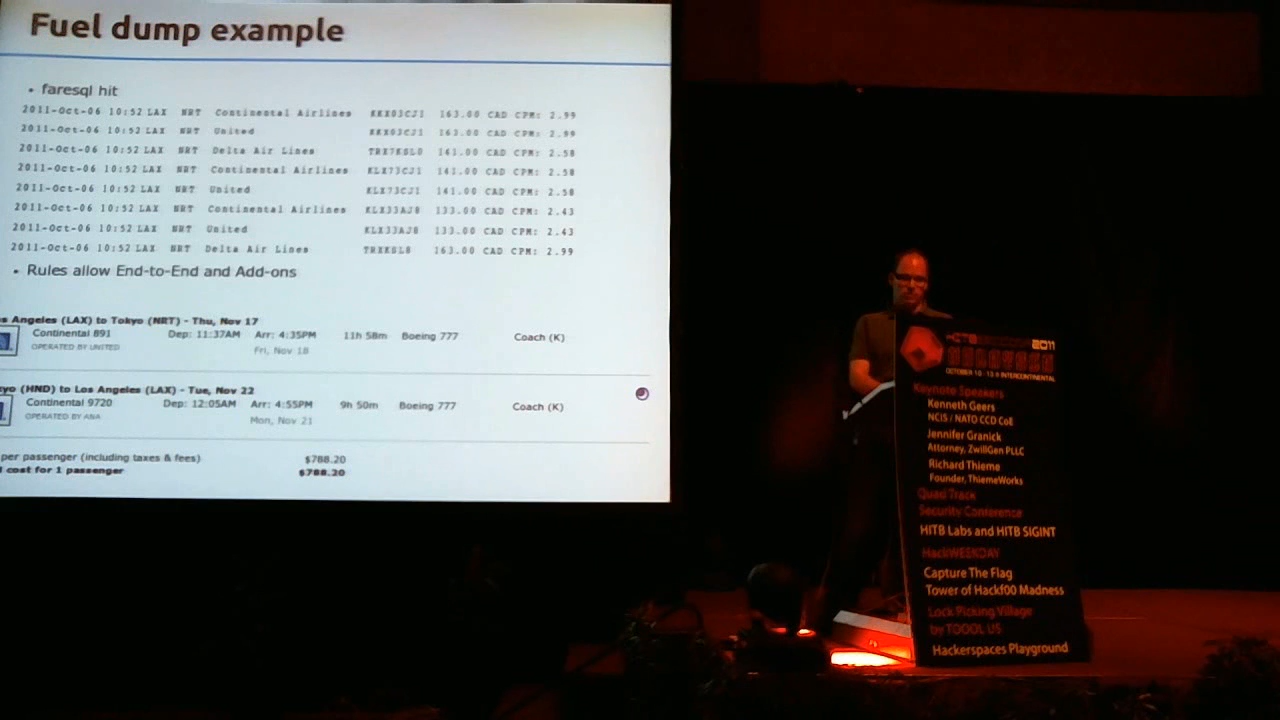 Fuel dump example
• faresql hit
2011-Oct-06 10:52 LAX NRT Continental Airlines KKX03CJ1 163.00 CAD CPM: 2.99
2011-Oct-06 10:52 LAX NRT United KKX03CJ1 163.00 CAD CPM: 2.99
2011-Oct-06 10:52 LAX NRT Delta Air Lines TRX7KSL0 141.00 CAD CPM: 2.58
2011-Oct-06 10:52 LAX NRT Continental Airlines KLX73CJ1 141.00 CAD CPM: 2.58
2011-Oct-06 10:52 LAX NRT United KLX73CJ1 141.00 CAD CPM: 2.58
2011-Oct-06 10:52 LAX NRT Continental Airlines KLX33AJ8 133.00 CAD CPM: 2.43
2011-Oct-06 10:52 LAX NRT United KLX33AJ8 133.00 CAD CPM: 2.43
2011-Oct-06 10:52 LAX NRT Delta Air Lines 163.00 CAD CPM: 2.99
• Rules allow End-to-End and Add-ons
s Angeles (LAX) to Tokyo (NRT) - Thu, Nov 17
Continental 891 Dep: 11:37AM Arr: 4:35PM 11h 58m Boeing 777 Coach (K)
OPERATED BY UNITED Fri, Nov 18
yo (HND) to Los Angeles (LAX) - Tue, Nov 22
Continental 9720 Dep: 12:05AM Arr: 4:55PM 9h 50m Boeing 777 Coach (K)
OPERATED BY ANA Mon, Nov 21
per passenger (including taxes & fees) $788.20
l cost for 1 passenger $788.20
2011
OCTOBER 10 - 13 @ INTERCONTINENTAL
Keynote Speakers
Kenneth Geers
NCIS / NATO CCD CoE
Jennifer Granick
Attorney, ZwillGen PLLC
Richard Thieme
Founder, ThiemeWorks
Quad Track
Security Conference
HITB Labs and HITB SIGINT
HackWEEKDAY
Capture The Flag
Tower of Hackf00 Madness
Lock Picking Village
by TOOOL US
Hackerspaces Playground